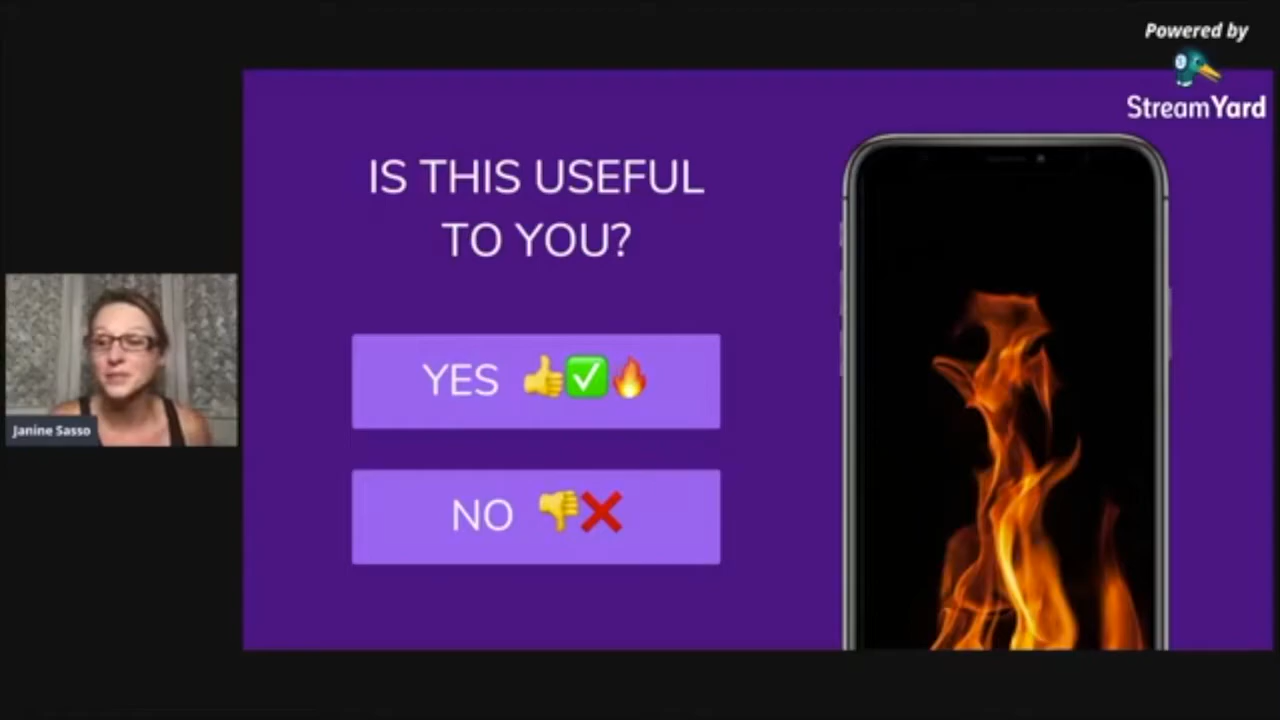 Powered by
StreamYard
IS THIS USEFUL
TO YOU?
YES 👍✅🔥
NO 👎❌
Janine Sasso